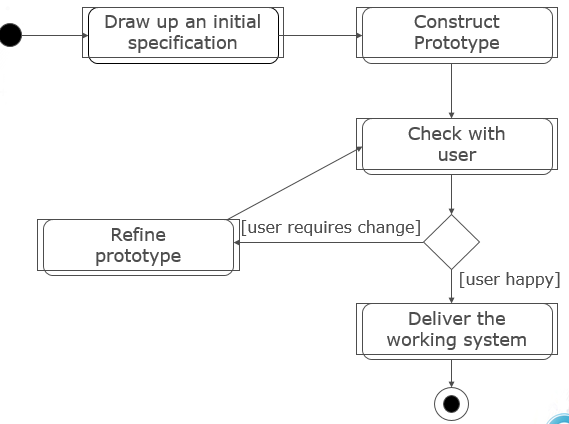 Draw up an initial
specification
Construct
Prototype
Check with
user
[user requires change]
Refine
prototype
[user happy]
Deliver the
working system